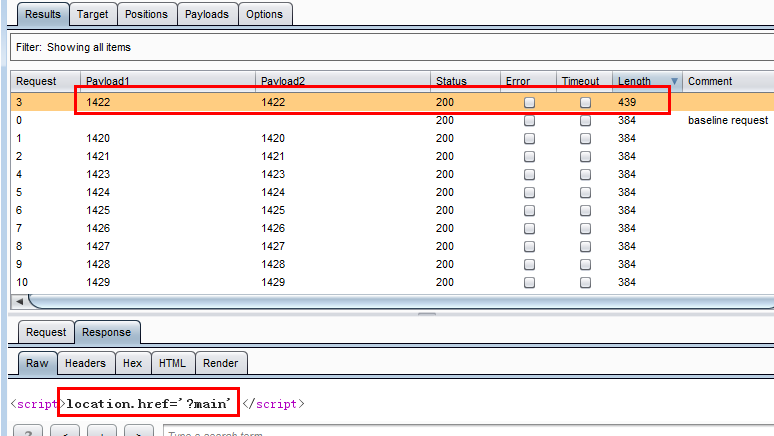 Results Target Positions Payloads Options
Filter: Showing all items
Request Payload1 Payload2 Status Error Timeout Length Comment
3 1422 1422 200 439
0 200 384 baseline request
1 1420 1420 200 384
2 1421 1421 200 384
4 1423 1423 200 384
5 1424 1424 200 384
6 1425 1425 200 384
7 1426 1426 200 384
8 1427 1427 200 384
9 1428 1428 200 384
10 1429 1429 200 384
Request Response
Raw Headers Hex HTML Render
<script>location.href='?main' </script>
? < + > Type a search term